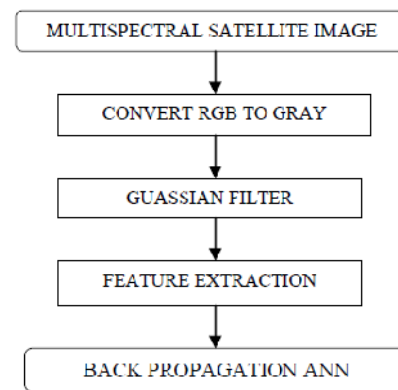 MULTISPECTRAL SATELLITE IMAGE
CONVERT RGB TO GRAY
GUASSIAN FILTER
FEATURE EXTRACTION
BACK PROPAGATION ANN